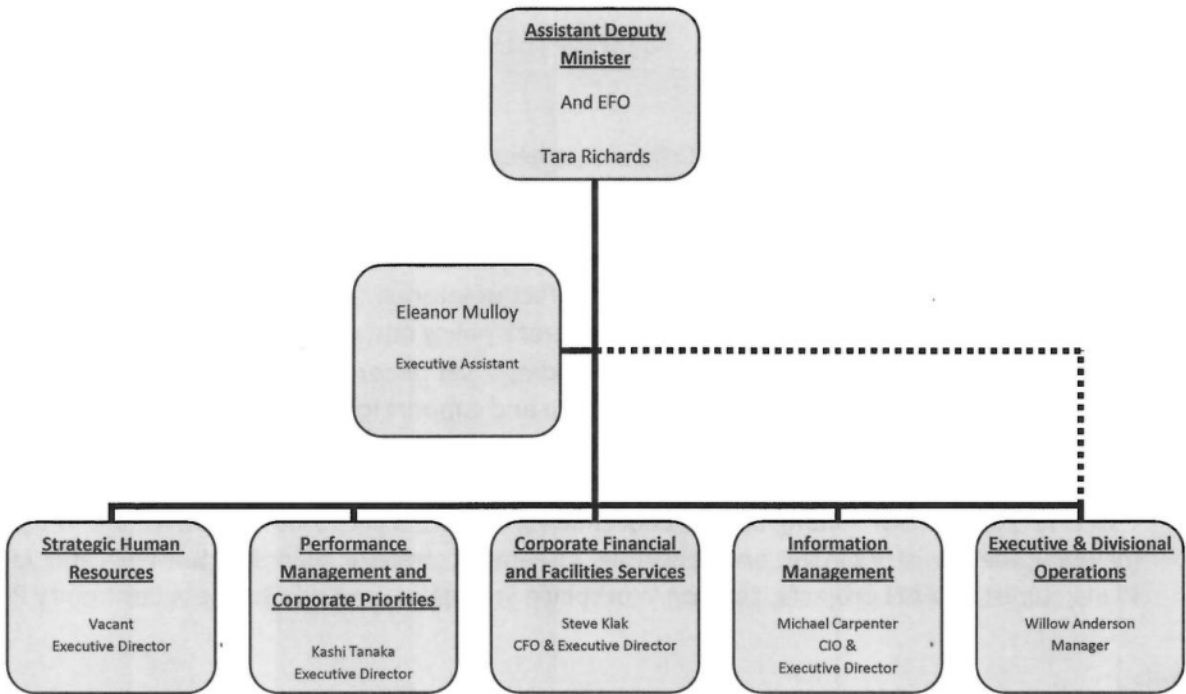 Assistant Deputy
Minister
And EFO
Tara Richards
Eleanor Mulloy
Executive Assistant
Strategic Human
Resources
Vacant
Executive Director
Performance
Management and
Corporate Priorities
Kashi Tanaka
Executive Director
Corporate Financial
and Facilities Services
Steve Klak
CFO & Executive Director
Information
Management
Michael Carpenter
CIO &
Executive Director
Executive & Divisional
Operations
Willow Anderson
Manager